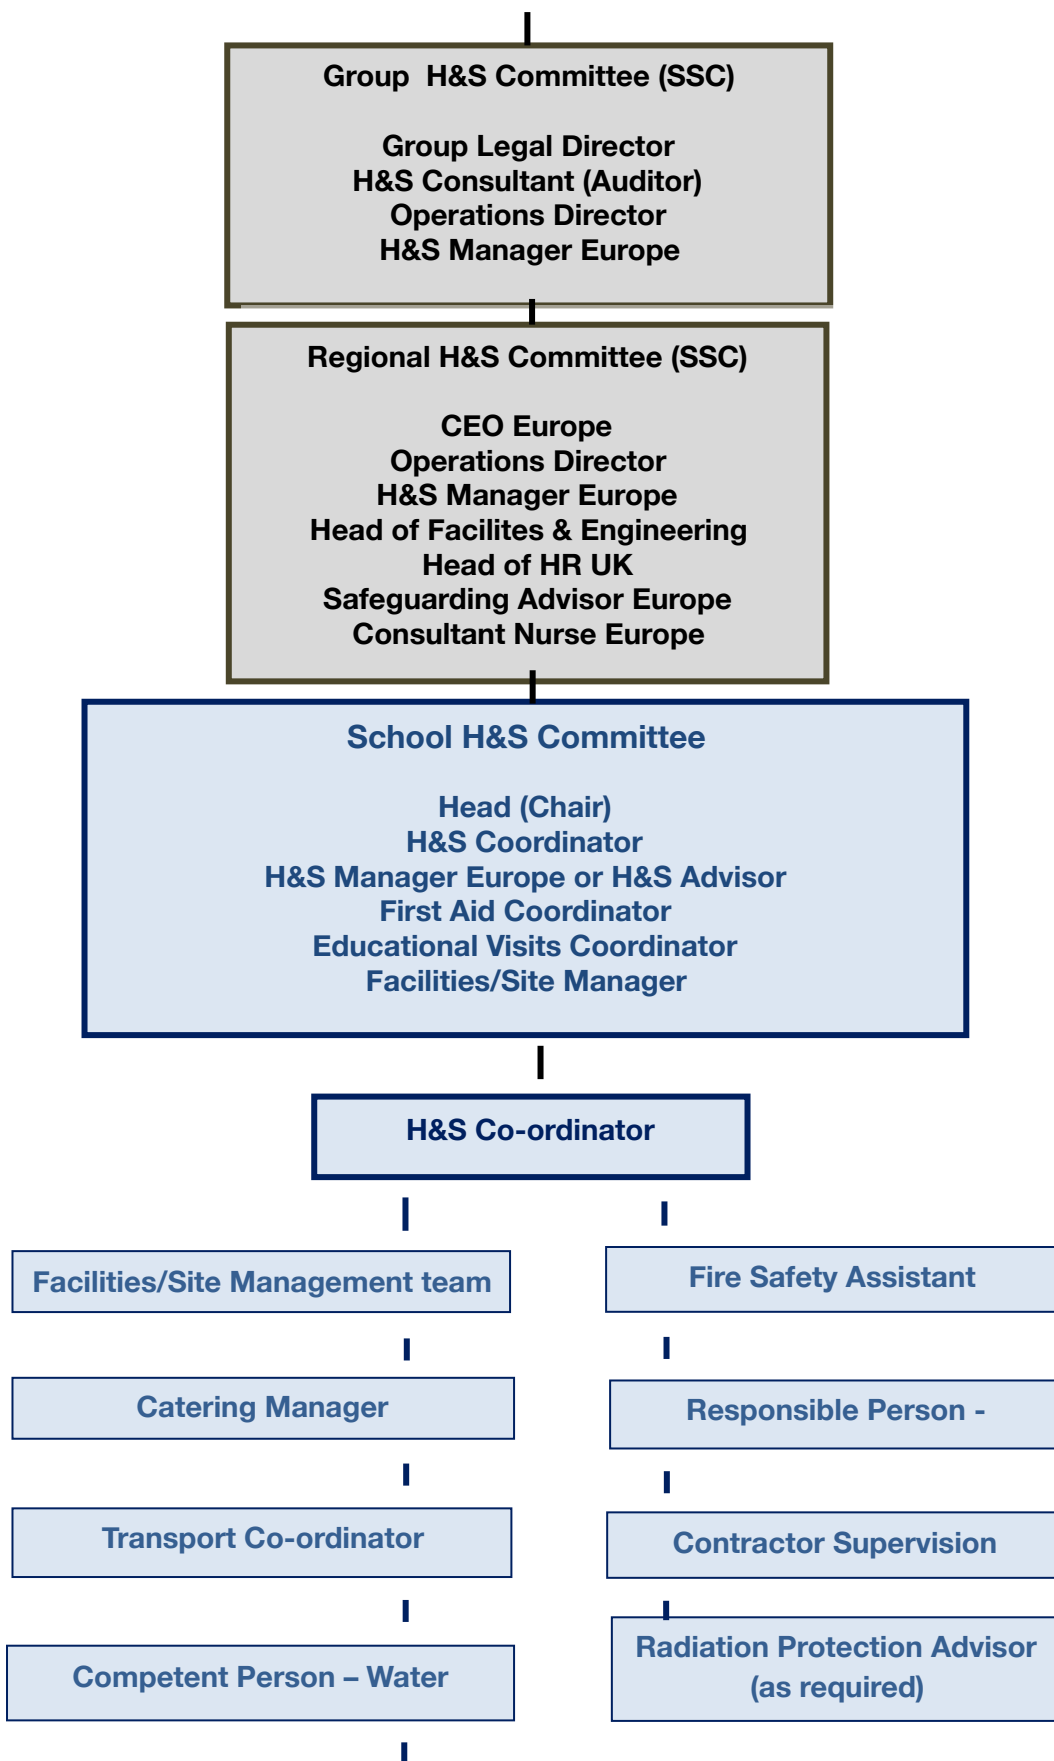 Group H&S Committee (SSC)
Group Legal Director
H&S Consultant (Auditor)
Operations Director
H&S Manager Europe
Regional H&S Committee (SSC)
CEO Europe
Operations Director
H&S Manager Europe
Head of Facilites & Engineering
Head of HR UK
Safeguarding Advisor Europe
Consultant Nurse Europe
School H&S Committee
Head (Chair)
H&S Coordinator
H&S Manager Europe or H&S Advisor
First Aid Coordinator
Educational Visits Coordinator
Facilities/Site Manager
H&S Co-ordinator
Facilities/Site Management team
Fire Safety Assistant
Catering Manager
Responsible Person -
Transport Co-ordinator
Contractor Supervision
Competent Person – Water
Radiation Protection Advisor
(as required)